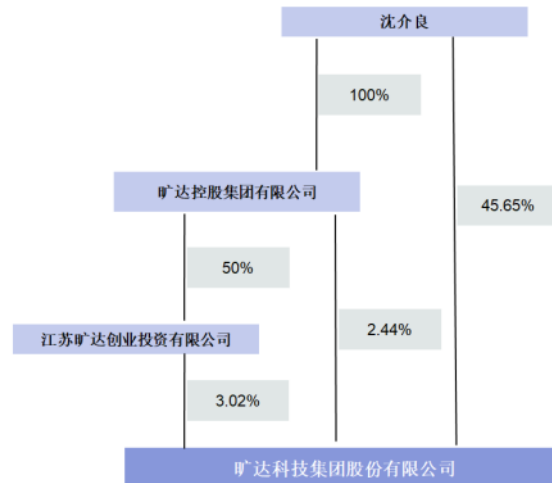 沈介良
100%
旷达控股集团有限公司
45.65%
50%
2.44%
江苏旷达创业投资有限公司
3.02%
旷达科技集团股份有限公司